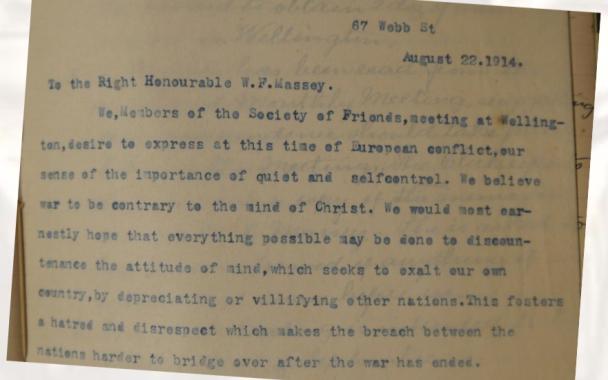 67 Webb St
August 22.1914.
To the Right Honourable W.F.Massey.
We,Members of the Society of Friends,meeting at Welling-
ton,desire to express at this time of European conflict,our
sense of the importance of quiet and selfcontrol. We believe
war to be contrary to the mind of Christ. We would most ear-
nestly hope that everything possible may be done to discoun-
tenance the attitude of mind,which seeks to exalt our own
country,by depreciating or villifying other nations.This fosters
a hatred and disrespect which makes the breach between the
nations harder to bridge over after the war has ended.